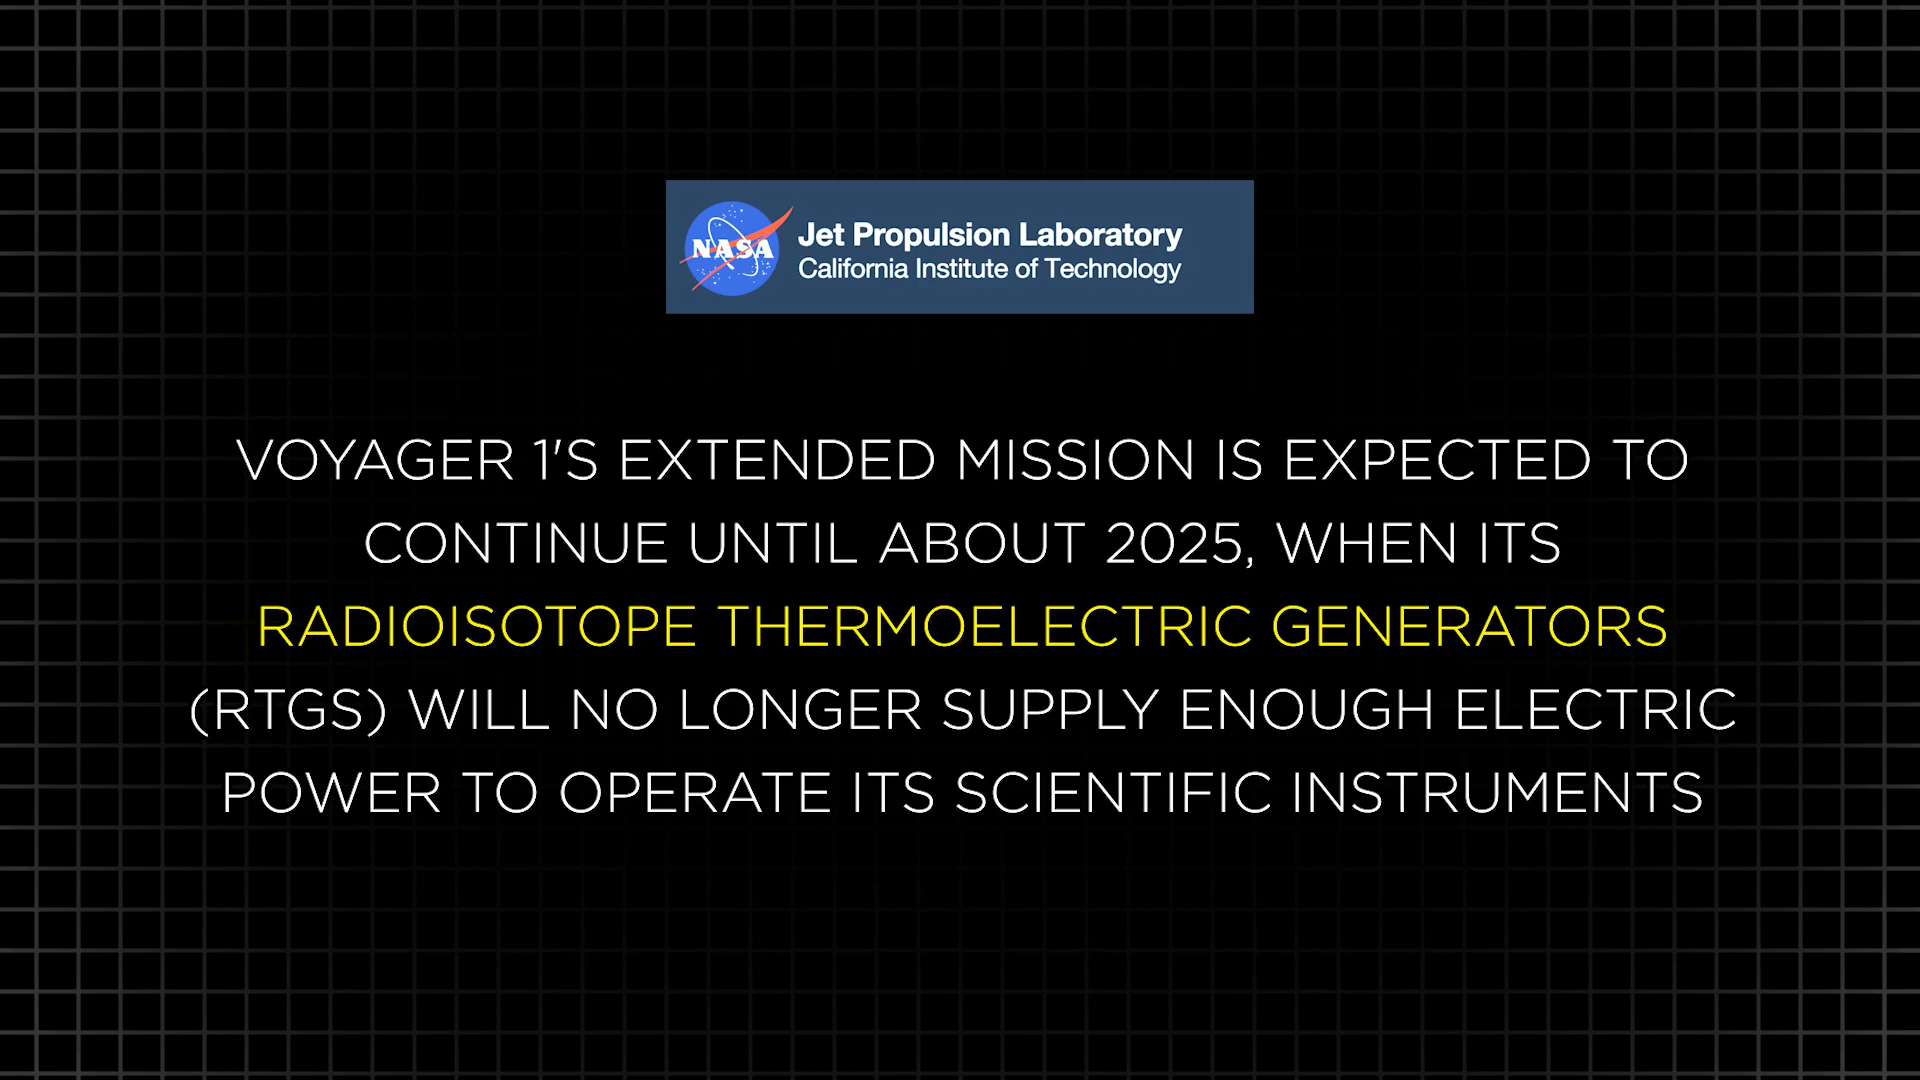 NASA
Jet Propulsion Laboratory
California Institute of Technology
VOYAGER 1'S EXTENDED MISSION IS EXPECTED TO
CONTINUE UNTIL ABOUT 2025, WHEN ITS
RADIOISOTOPE THERMOELECTRIC GENERATORS
(RTGS) WILL NO LONGER SUPPLY ENOUGH ELECTRIC
POWER TO OPERATE ITS SCIENTIFIC INSTRUMENTS